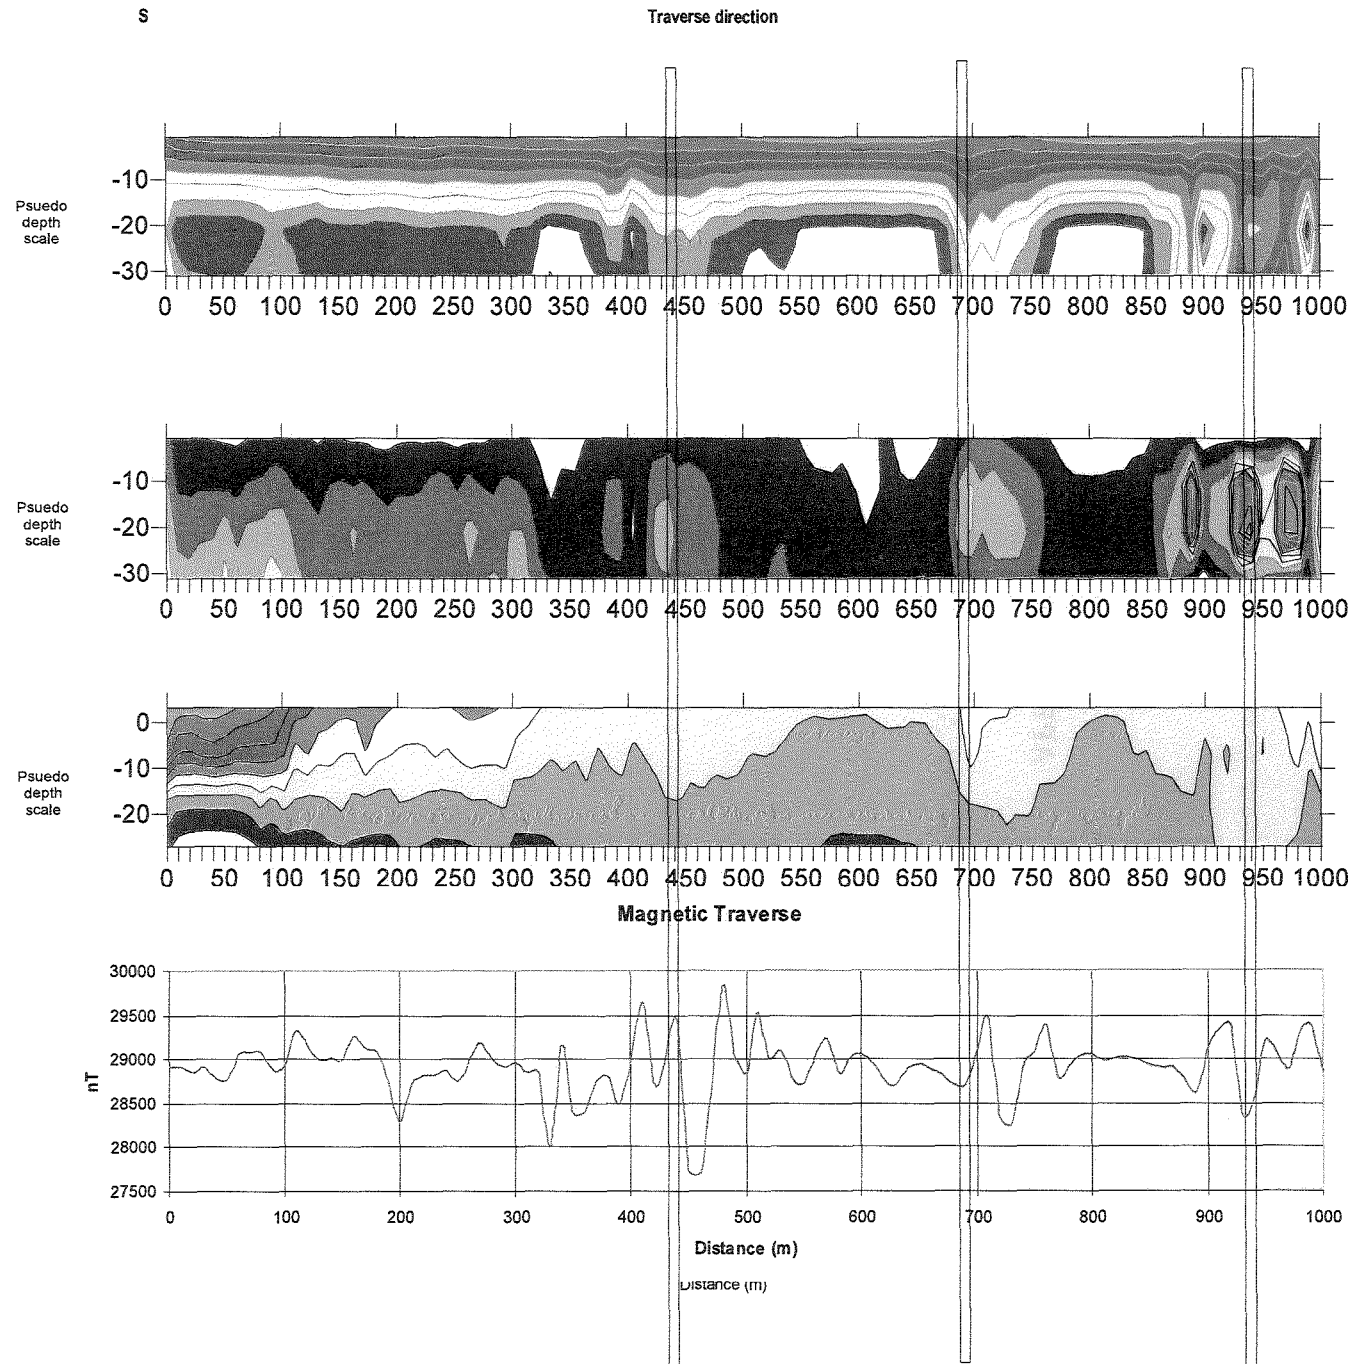 S
Traverse direction
Psuedo
depth
scale
-10
-20
-30
0 50 100 150 200 250 300 350 400 450 500 550 600 650 700 750 800 850 900 950 1000
Psuedo
depth
scale
-10
-20
-30
0 50 100 150 200 250 300 350 400 450 500 550 600 650 700 750 800 850 900 950 1000
Psuedo
depth
scale
0
-10
-20
0 50 100 150 200 250 300 350 400 450 500 550 600 650 700 750 800 850 900 950 1000
Magnetic Traverse
nT
30000
29500
29000
28500
28000
27500
0 100 200 300 400 500 600 700 800 900 1000
Distance (m)
Distance (m)